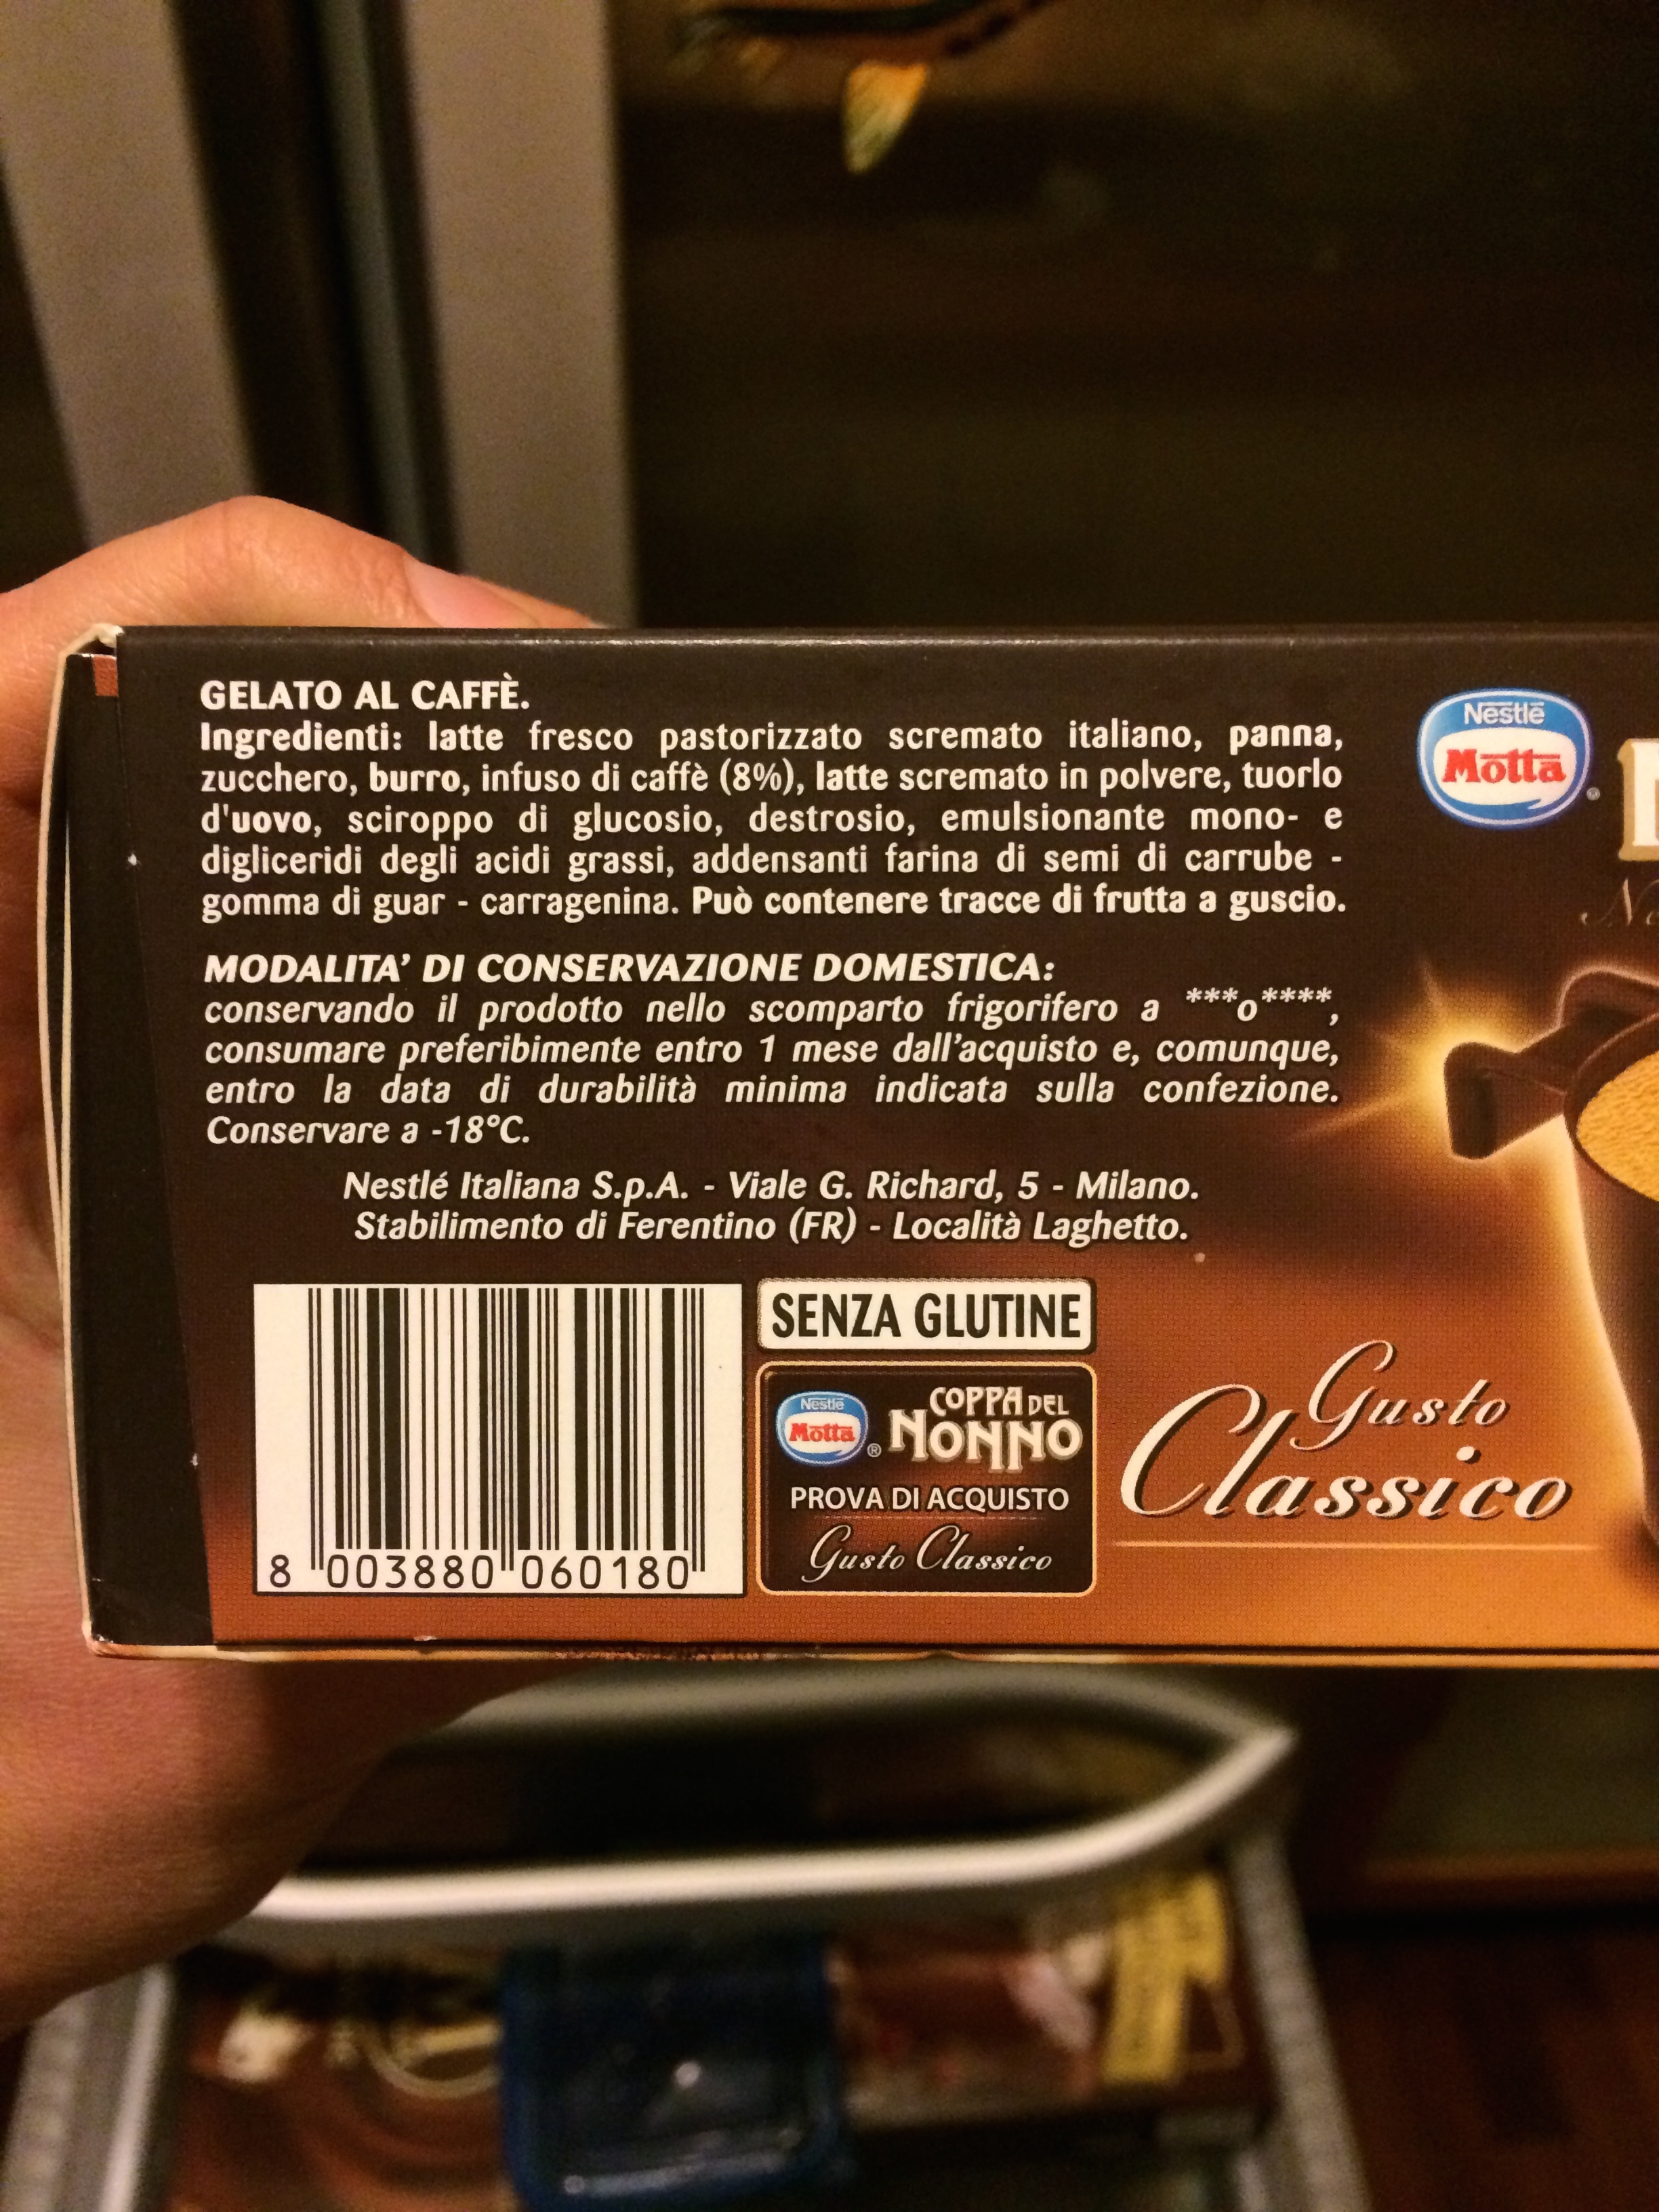 GELATO AL CAFFÈ.
Ingredienti: latte fresco pastorizzato scremato italiano, panna,
zucchero, burro, infuso di caffè (8%), latte scremato in polvere, tuorlo
d'uovo, sciroppo di glucosio, destrosio, emulsionante mono- e
digliceridi degli acidi grassi, addensanti farina di semi di carrube -
gomma di guar - carragenina. Può contenere tracce di frutta a guscio.
MODALITA' DI CONSERVAZIONE DOMESTICA:
conservando il prodotto nello scomparto frigorifero a ***o****,
consumare preferibimente entro 1 mese dall'acquisto e, comunque,
entro la data di durabilità minima indicata sulla confezione.
Conservare a -18°C.
Nestlé Italiana S.p.A. - Viale G. Richard, 5 - Milano.
Stabilimento di Ferentino (FR) - Località Laghetto.
8 003880 060180
SENZA GLUTINE
Nestlé
Motta ®
COPPA DEL
NONNO
PROVA DI ACQUISTO
Gusto Classico
Nestlé
Motta
Gusto
Classico